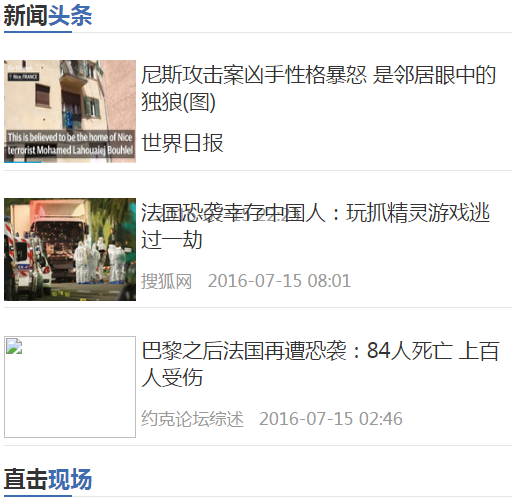 新闻头条
Nice, FRANCE
This is believed to be the home of Nice
terrorist Mohamed Lahouaiej Bouhlel
尼斯攻击案凶手性格暴怒 是邻居眼中的
独狼(图)
世界日报
法国恐袭幸存中国人：玩抓精灵游戏逃
过一劫
搜狐网 2016-07-15 08:01
巴黎之后法国再遭恐袭：84人死亡 上百
人受伤
约克论坛综述 2016-07-15 02:46
直击现场